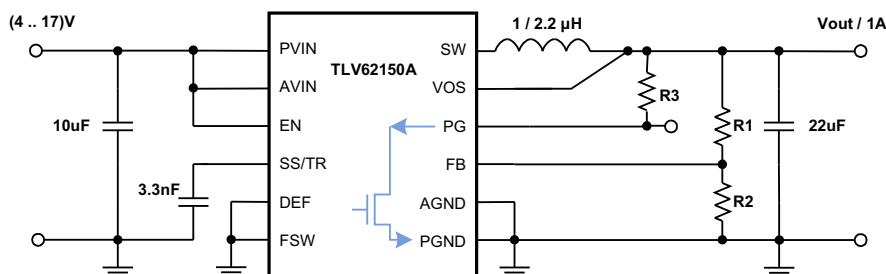 (4 .. 17)V
1 / 2.2 µH
Vout / 1A
TLV62150A
PVIN
AVIN
EN
SS/TR
DEF
FSW
SW
VOS
PG
FB
AGND
PGND
10uF
3.3nF
R3
R1
R2
22uF